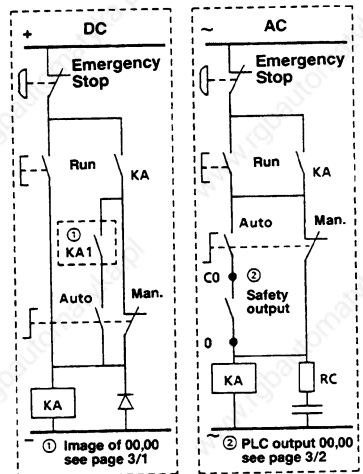 + DC
Emergency
Stop
Run
KA
①
KA1
Auto
Man.
KA
−
① Image of 00,00
see page 3/1
~ AC
Emergency
Stop
Run
KA
Auto
Man.
C0
②
Safety
output
0
KA
RC
~
② PLC output 00,00
see page 3/2